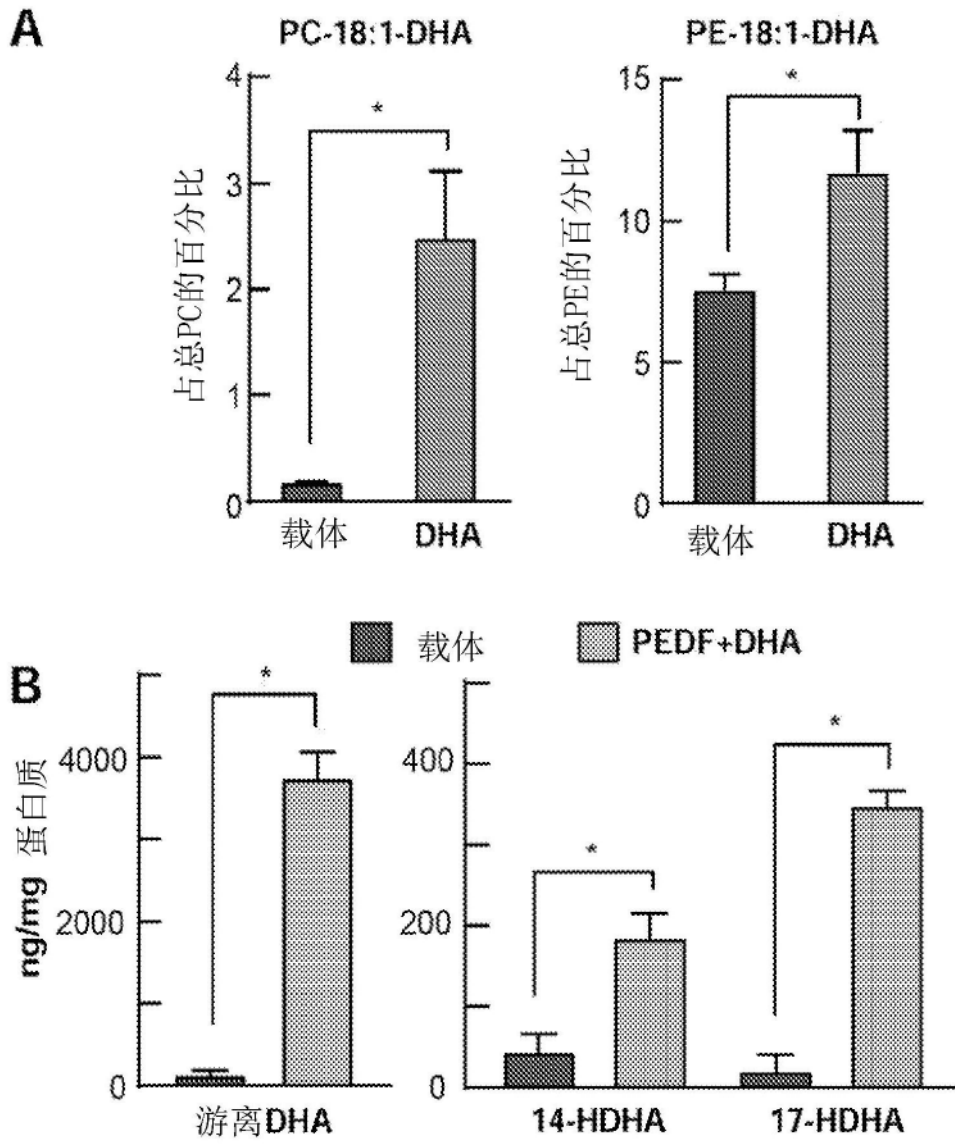 A
PC-18:1-DHA
PE-18:1-DHA
占总PC的百分比
4
3
2
1
0
*
载体
DHA
占总PE的百分比
15
10
5
0
*
载体
DHA
载体
PEDF+DHA
B
ng/mg 蛋白质
4000
2000
0
*
游离DHA
400
200
0
*
*
14-HDHA
17-HDHA